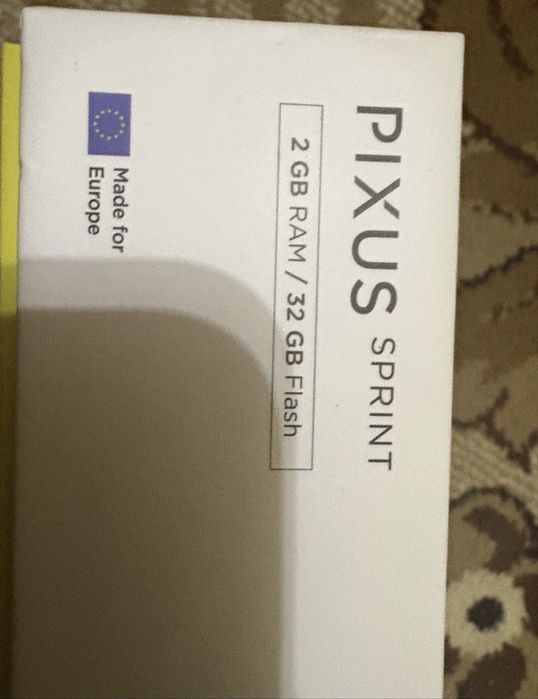 PIXUS SPRINT
2 GB RAM / 32 GB Flash
Made for
Europe